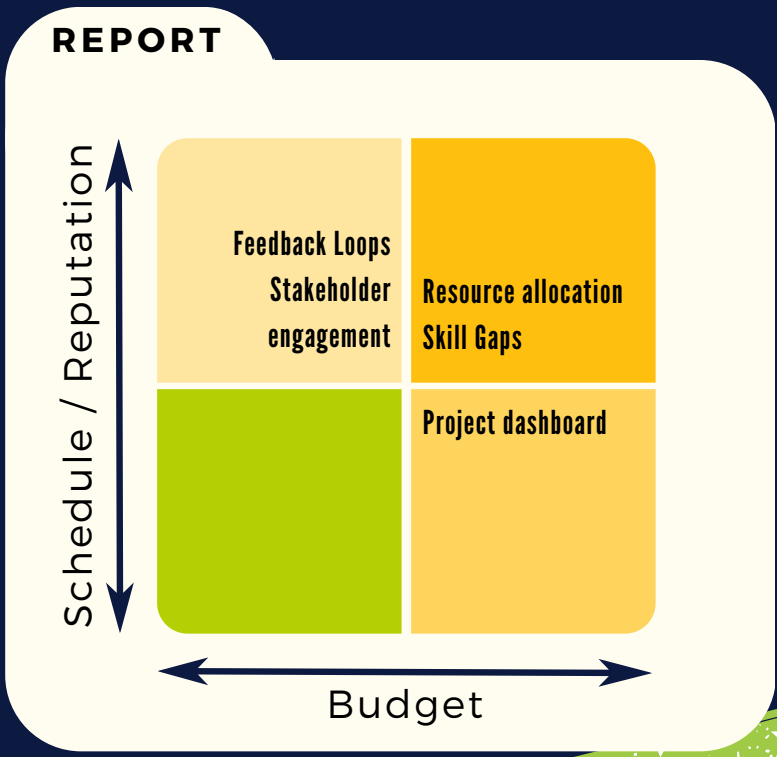 REPORT
Schedule / Reputation
Feedback Loops
Stakeholder
engagement
Resource allocation
Skill Gaps
Project dashboard
Budget